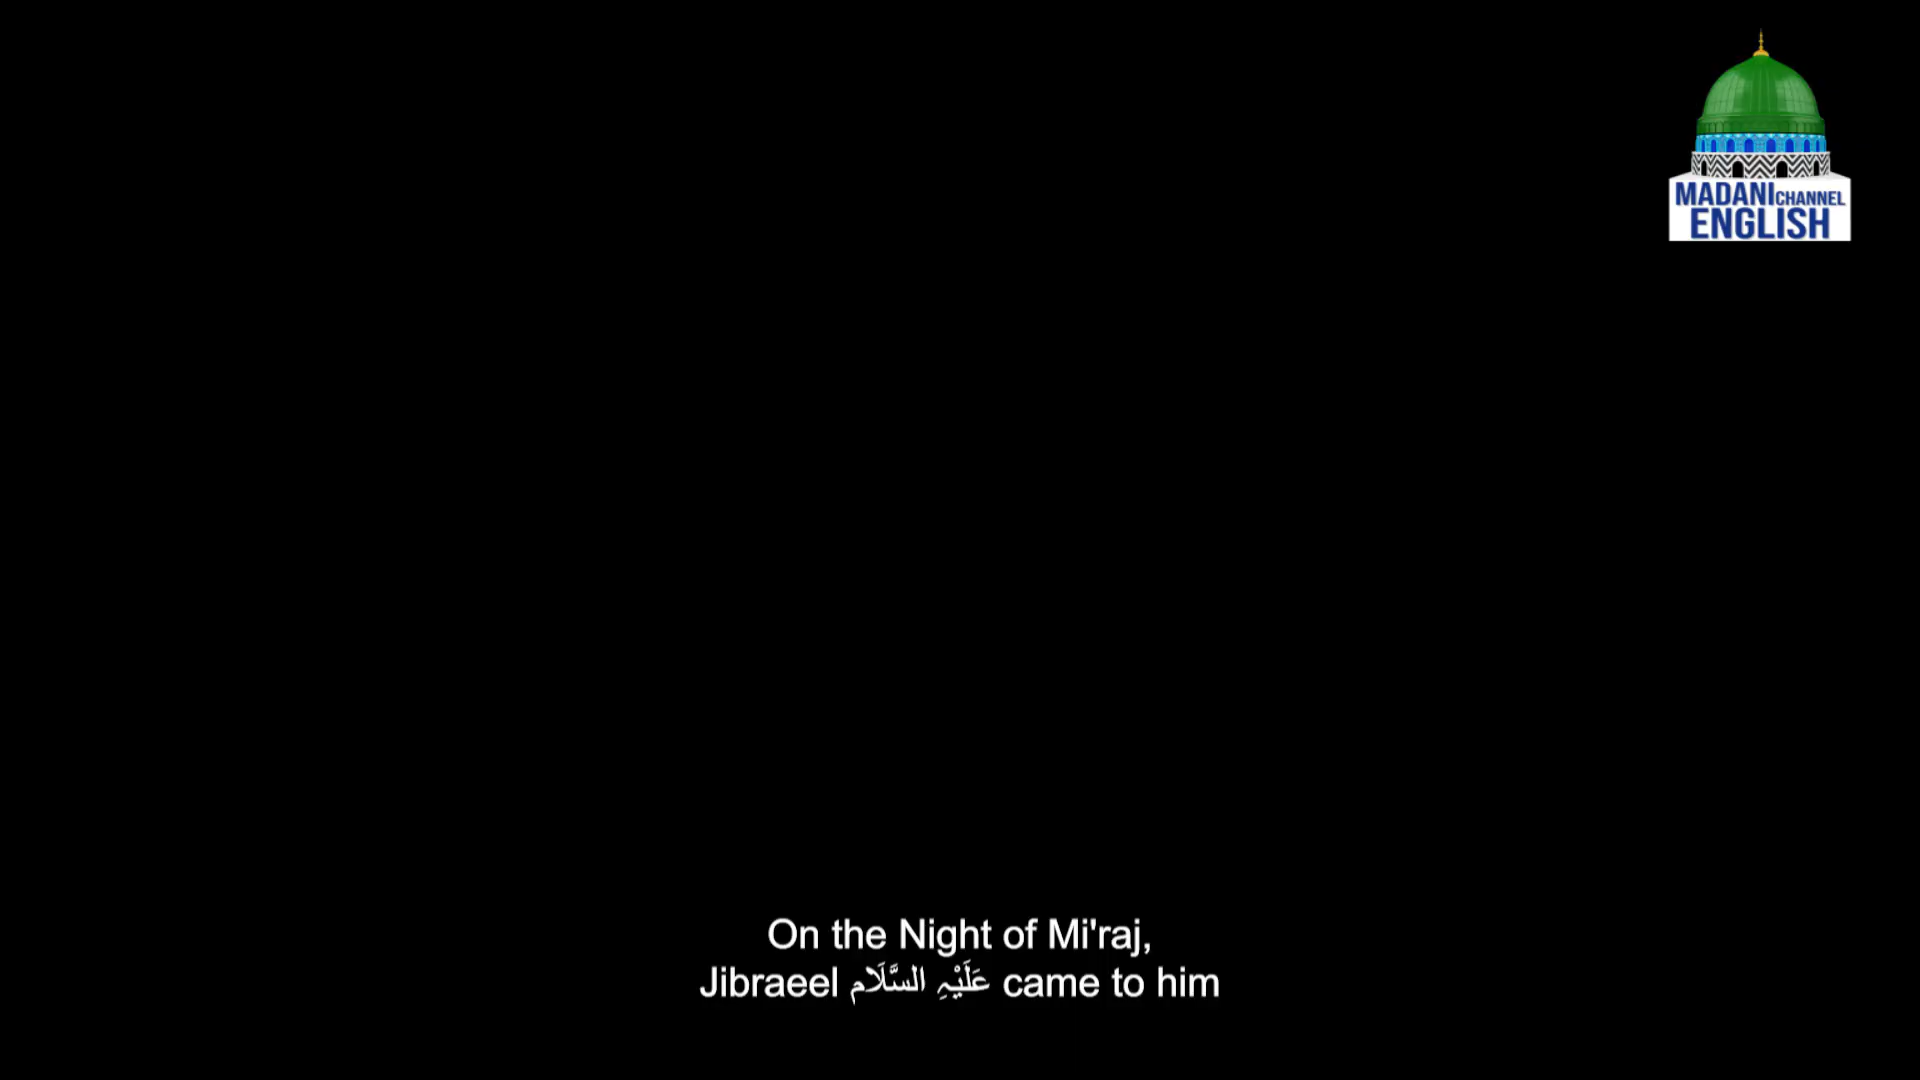 MADANI CHANNEL
ENGLISH
On the Night of Mi'raj,
Jibraeel عَلَیْہِ السَّلَام came to him